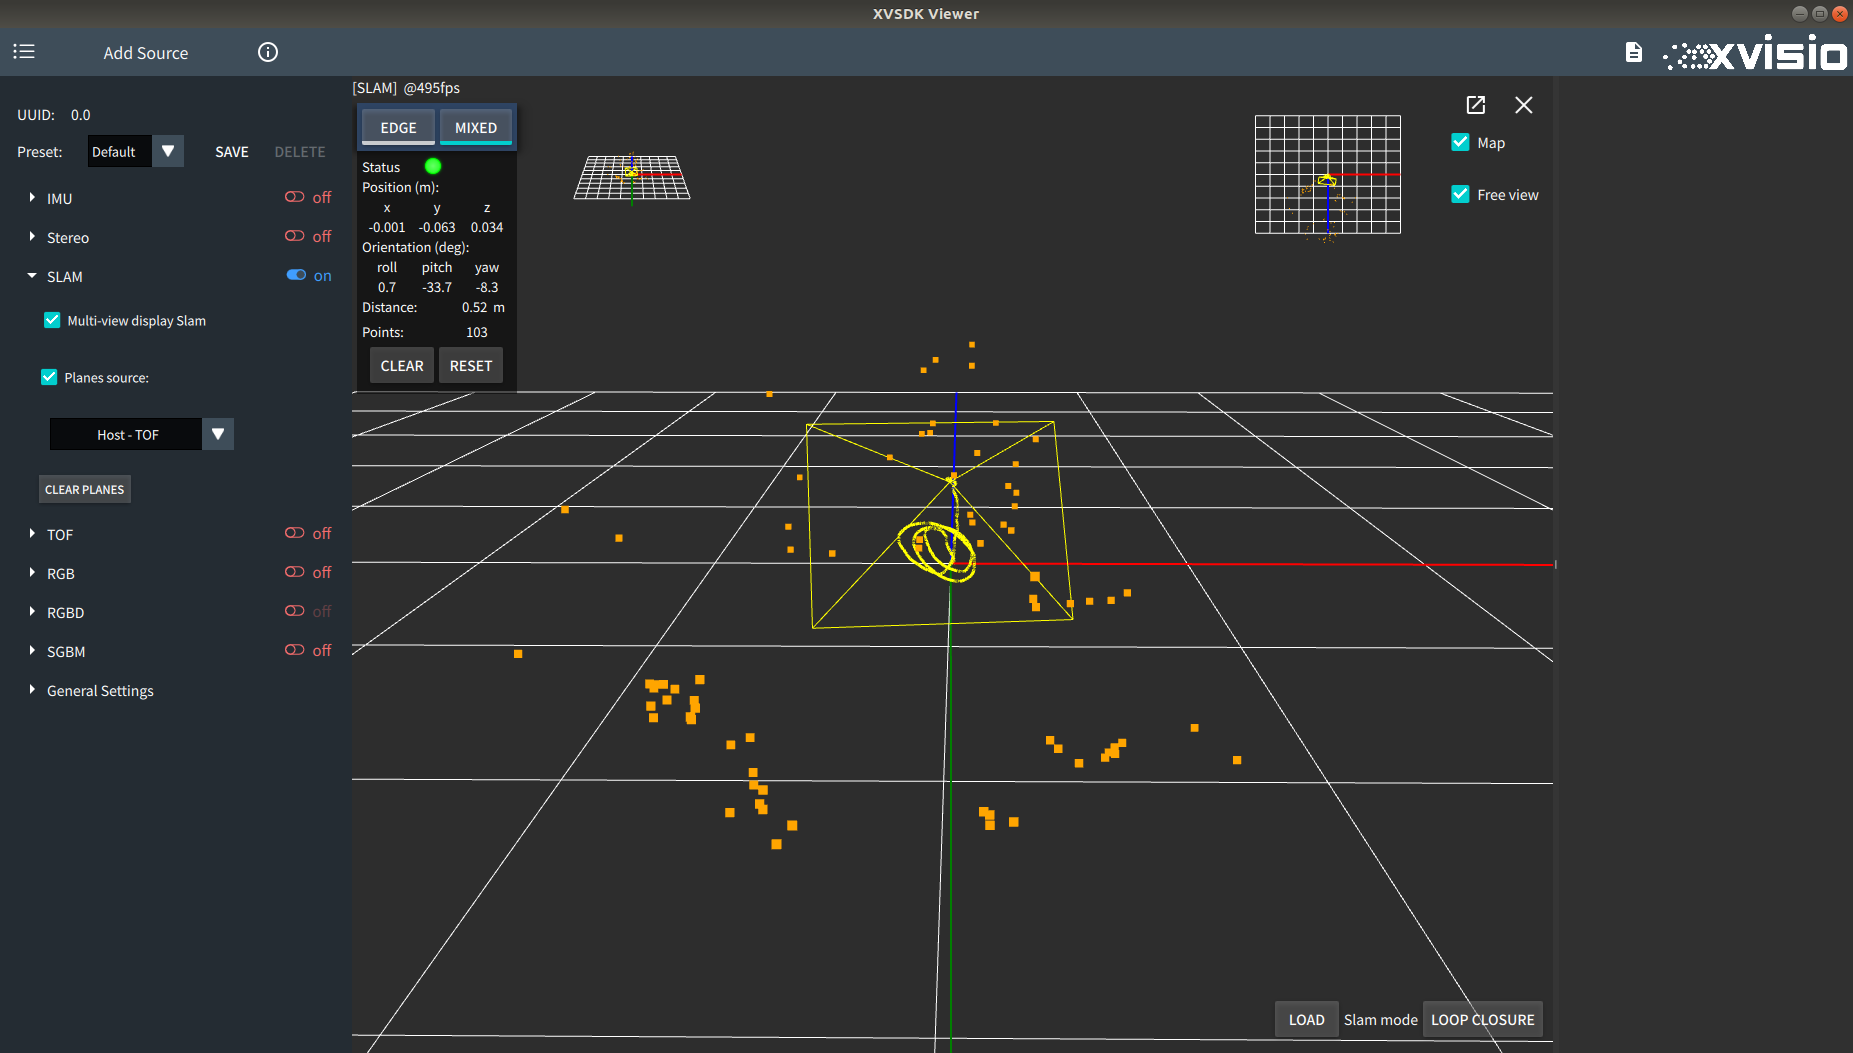 XVSDK Viewer
Add Source
xvisio
UUID: 0.0
Preset: Default SAVE DELETE
IMU off
Stereo off
SLAM on
Multi-view display Slam
Planes source:
Host - TOF
CLEAR PLANES
TOF off
RGB off
RGBD off
SGBM off
General Settings
[SLAM] @495fps
EDGE MIXED
Status
Position (m):
x y z
-0.001 -0.063 0.034
Orientation (deg):
roll pitch yaw
0.7 -33.7 -8.3
Distance: 0.52 m
Points: 103
CLEAR RESET
Map
Free view
LOAD Slam mode LOOP CLOSURE